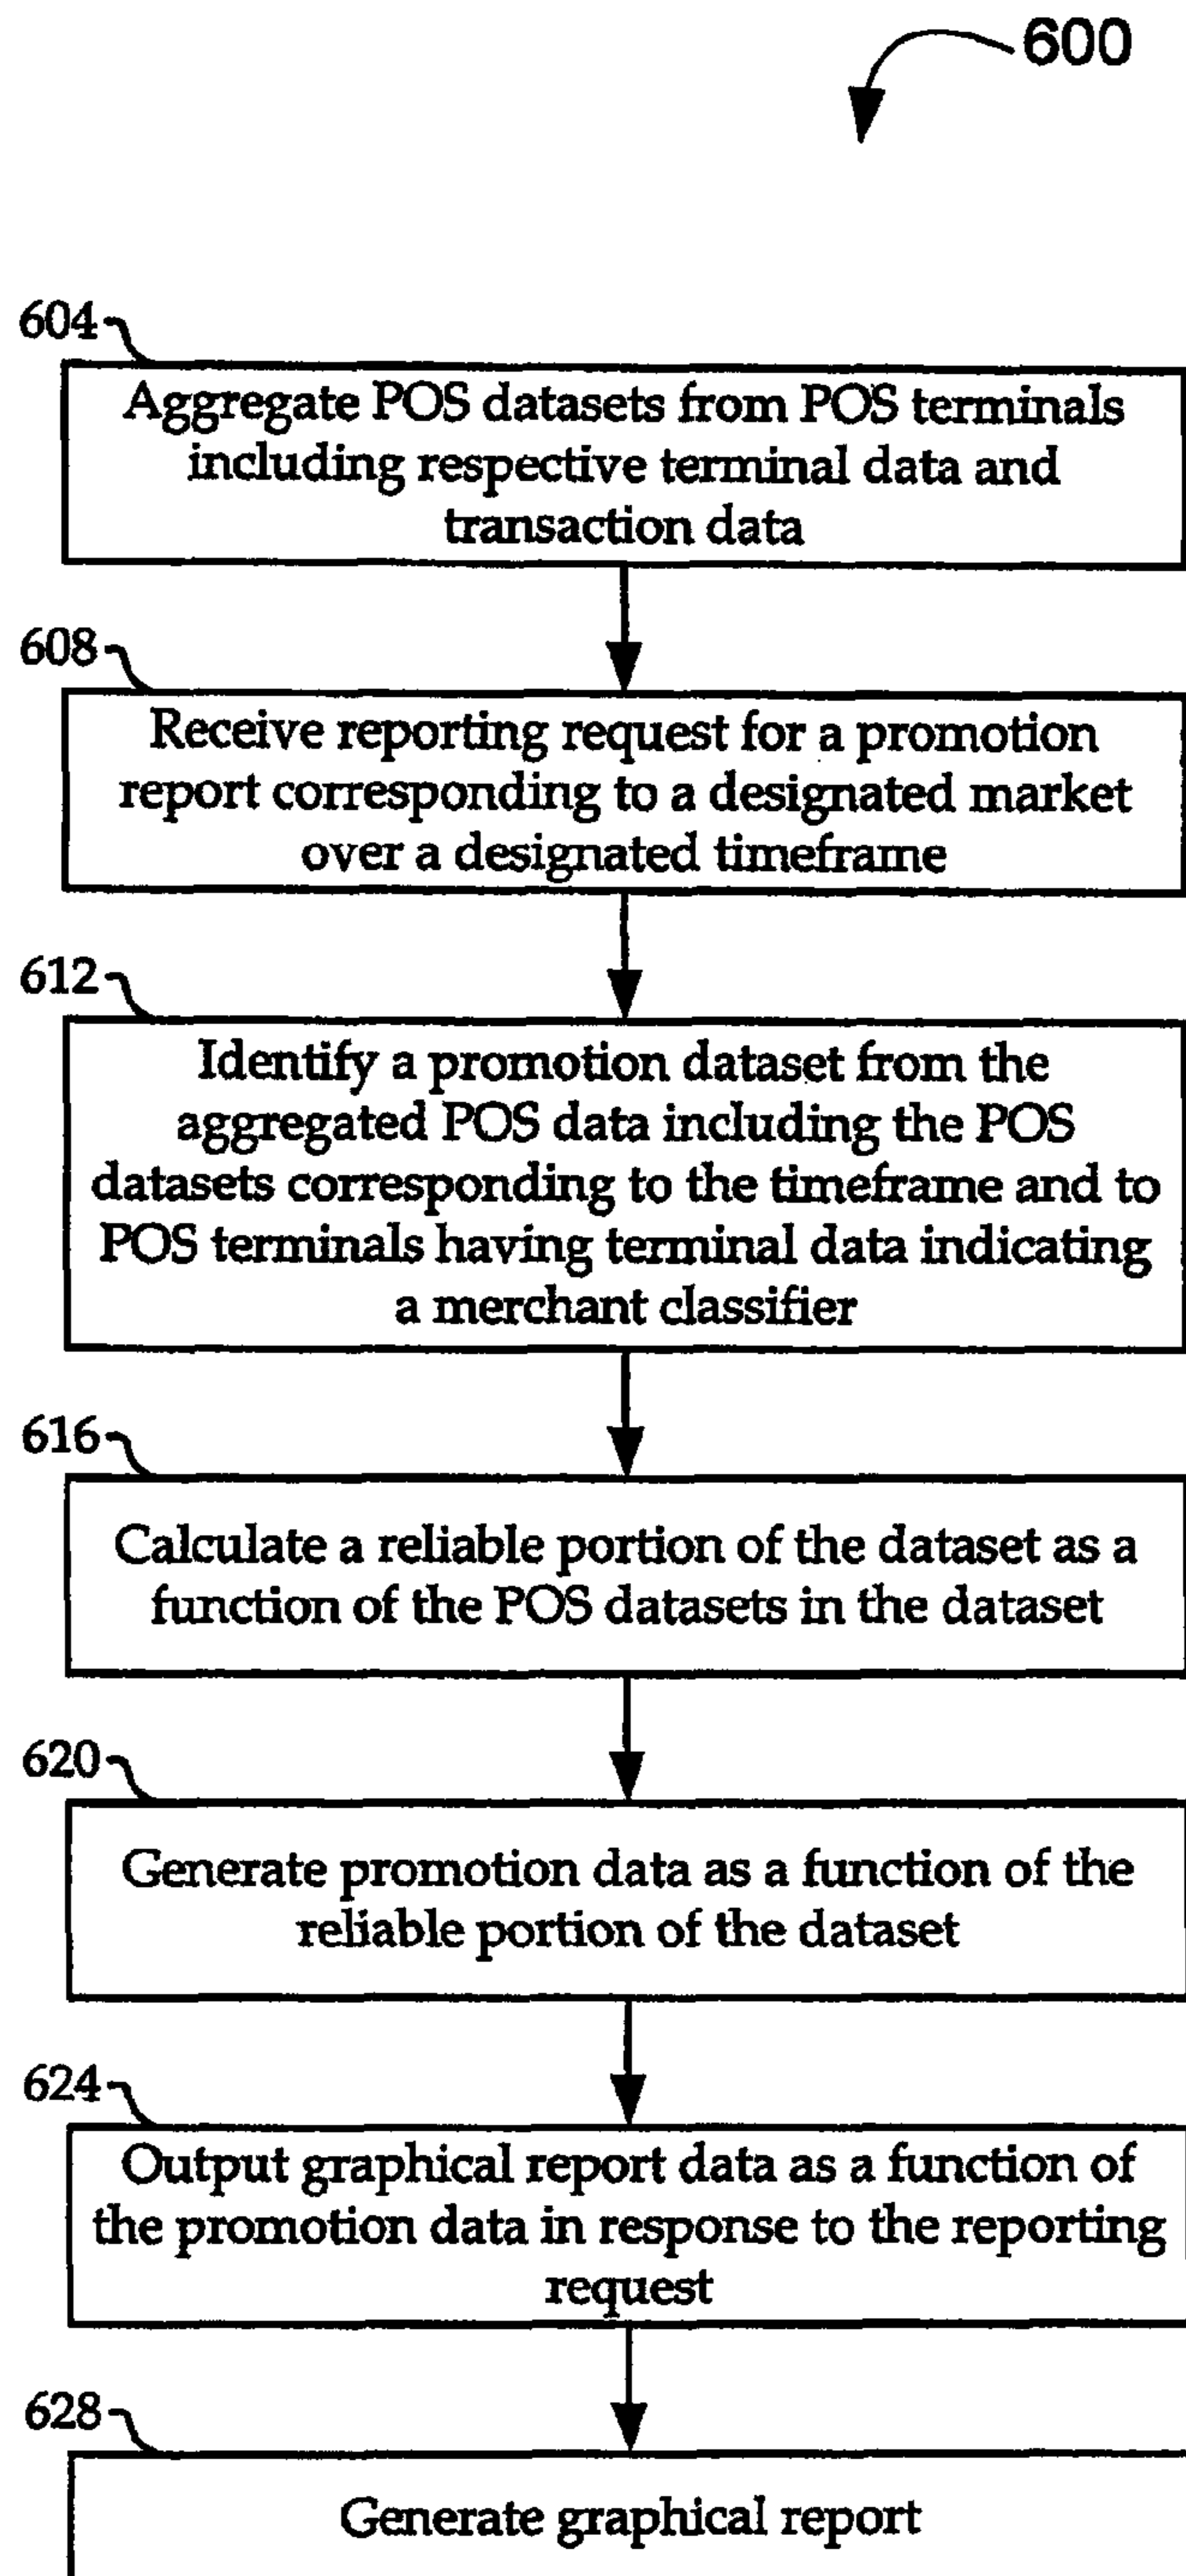 600
604
Aggregate POS datasets from POS terminals
including respective terminal data and
transaction data
608
Receive reporting request for a promotion
report corresponding to a designated market
over a designated timeframe
612
Identify a promotion dataset from the
aggregated POS data including the POS
datasets corresponding to the timeframe and to
POS terminals having terminal data indicating
a merchant classifier
616
Calculate a reliable portion of the dataset as a
function of the POS datasets in the dataset
620
Generate promotion data as a function of the
reliable portion of the dataset
624
Output graphical report data as a function of
the promotion data in response to the reporting
request
628
Generate graphical report